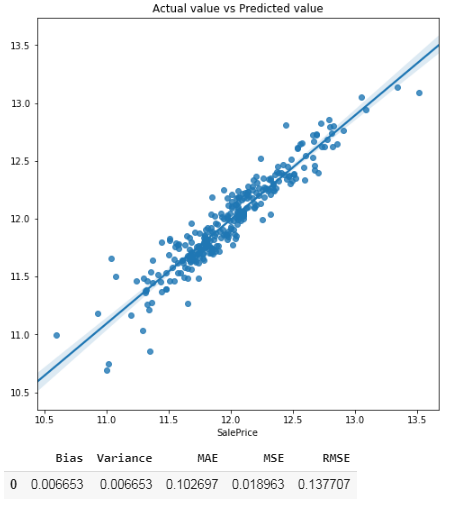 Actual value vs Predicted value
13.5
13.0
12.5
12.0
11.5
11.0
10.5
10.5 11.0 11.5 12.0 12.5 13.0 13.5
SalePrice
Bias Variance MAE MSE RMSE
0 0.006653 0.006653 0.102697 0.018963 0.137707